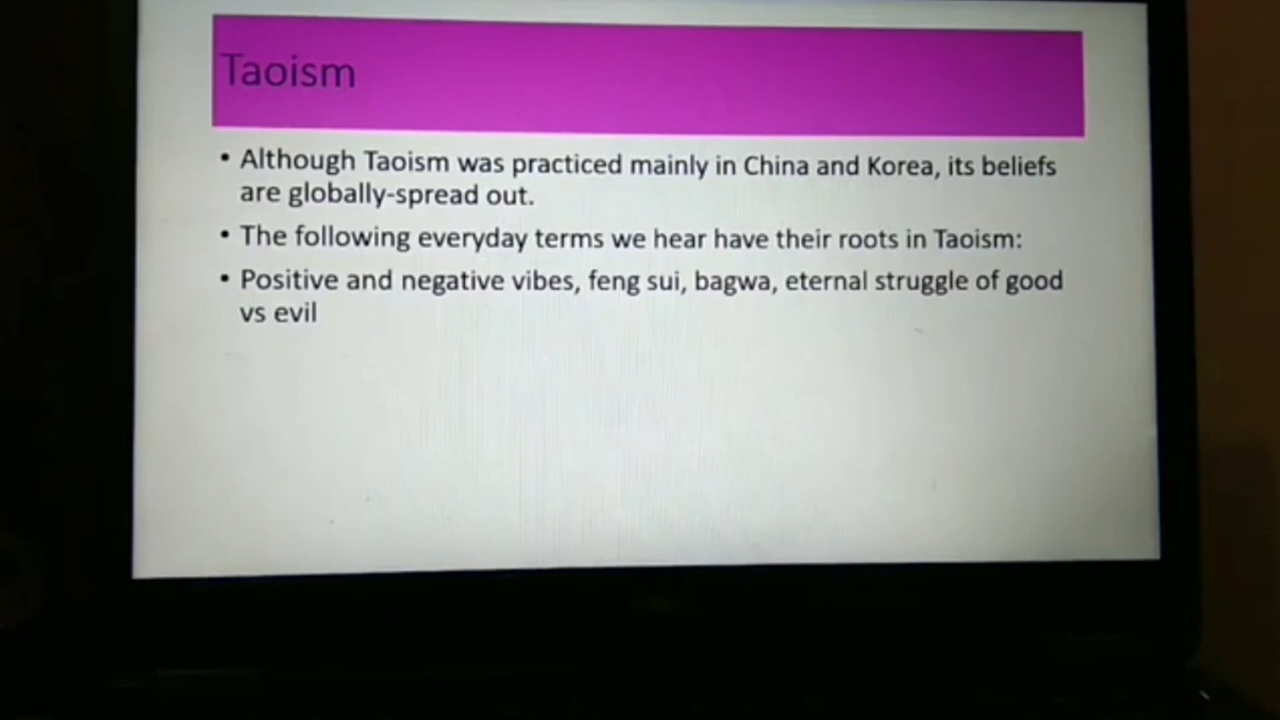 Taoism
• Although Taoism was practiced mainly in China and Korea, its beliefs
are globally-spread out.
• The following everyday terms we hear have their roots in Taoism:
• Positive and negative vibes, feng sui, bagwa, eternal struggle of good
vs evil